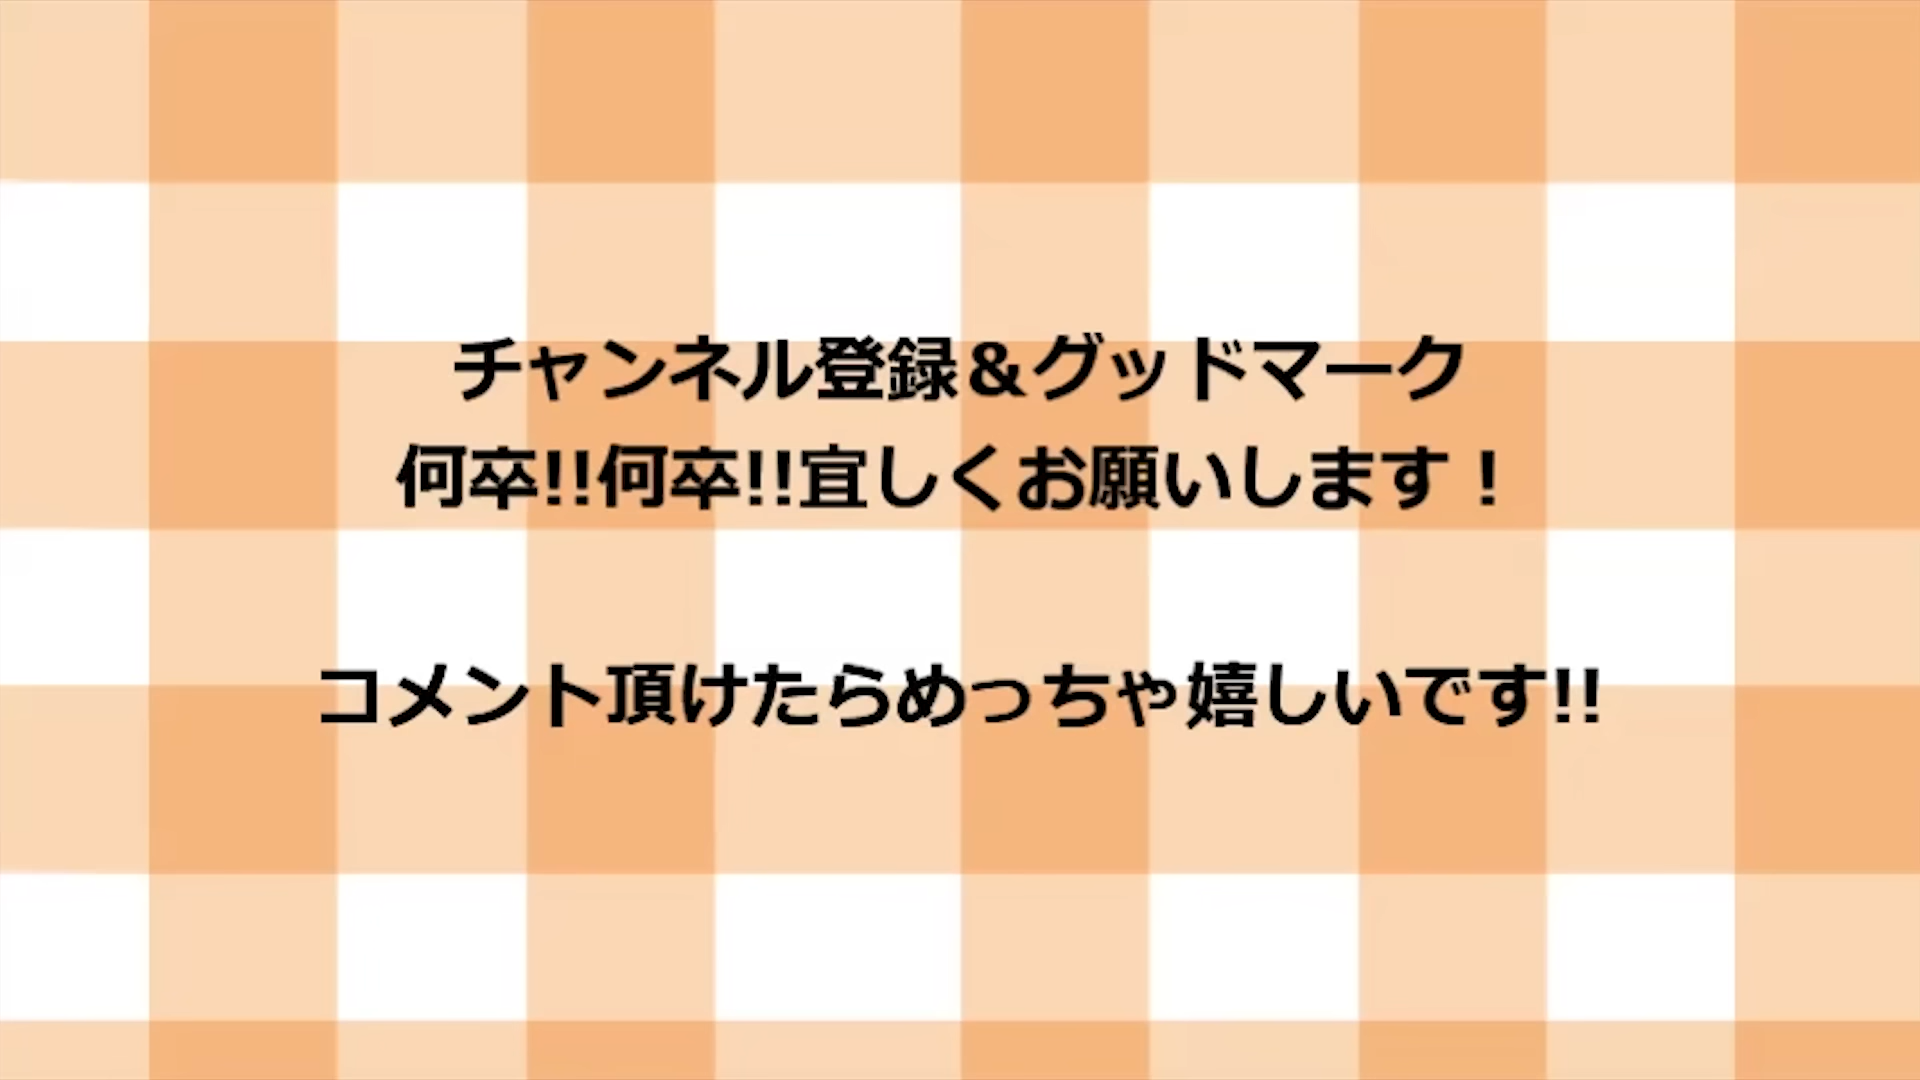 チャンネル登録＆グッドマーク
何卒!!何卒!!宜しくお願いします！
コメント頂けたらめっちゃ嬉しいです!!